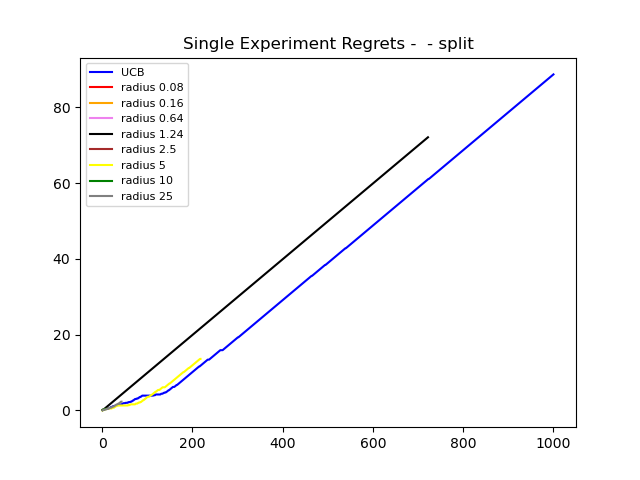 Single Experiment Regrets -  - split
UCB
radius 0.08
radius 0.16
radius 0.64
radius 1.24
radius 2.5
radius 5
radius 10
radius 25
80
60
40
20
0
0 200 400 600 800 1000